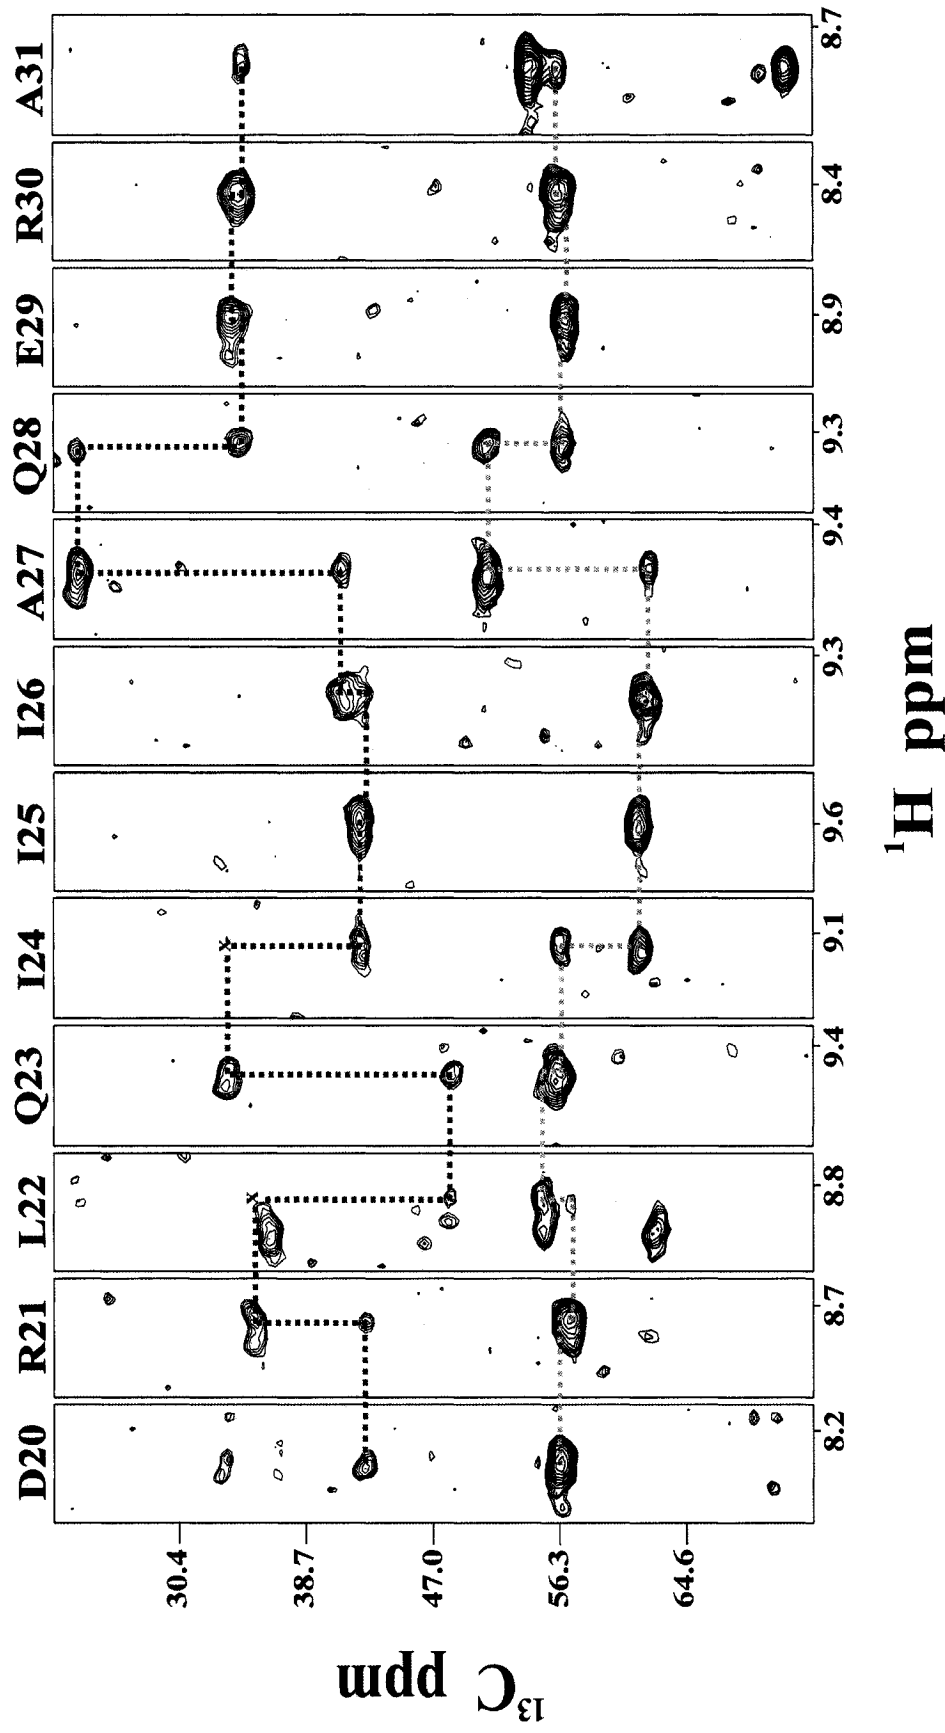 D20 R21 L22 Q23 I24 I25 I26 A27 Q28 E29 R30 A31
30.4
38.7
47.0
56.3
64.6
8.2 8.7 8.8 9.4 9.1 9.6 9.3 9.4 9.3 8.9 8.4 8.7
x
x
¹³C ppm
¹H ppm